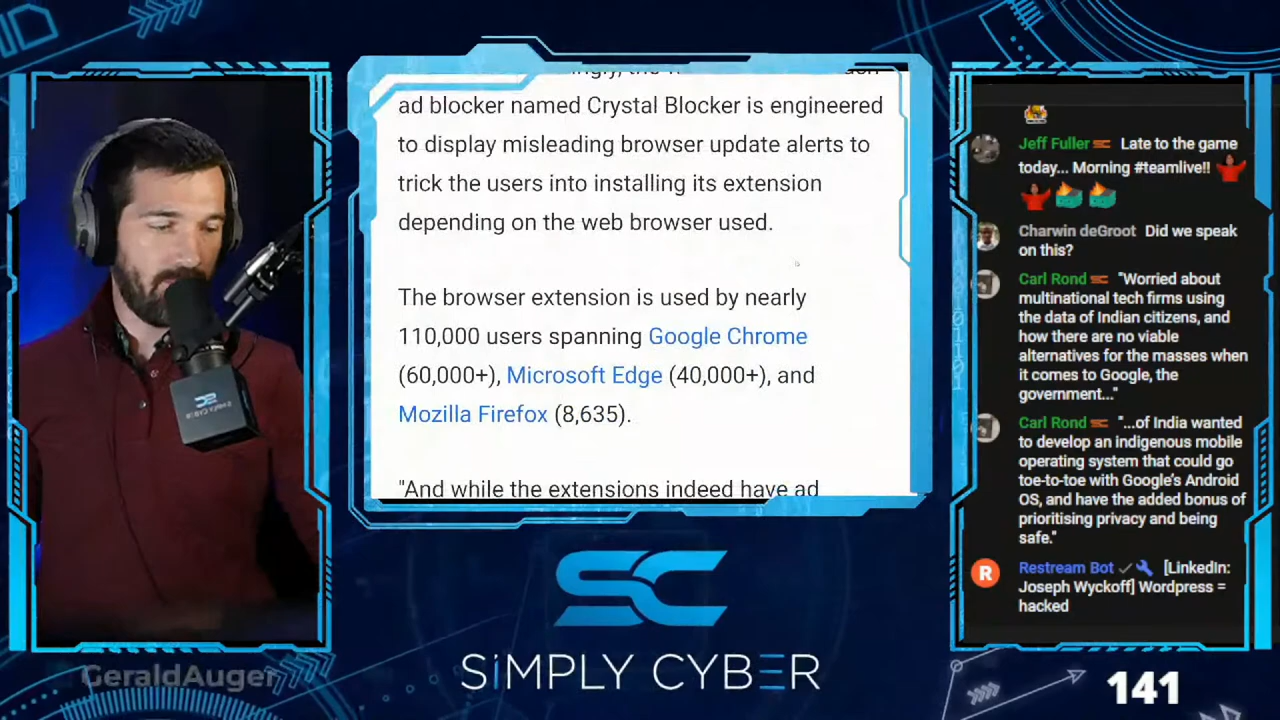 ad blocker named Crystal Blocker is engineered
to display misleading browser update alerts to
trick the users into installing its extension
depending on the web browser used.
The browser extension is used by nearly
110,000 users spanning Google Chrome
(60,000+), Microsoft Edge (40,000+), and
Mozilla Firefox (8,635).
"And while the extensions indeed have ad
Jeff Fuller Late to the game
today... Morning #teamlive!!
Charwin deGroot Did we speak
on this?
Carl Rond "Worried about
multinational tech firms using
the data of Indian citizens, and
how there are no viable
alternatives for the masses when
it comes to Google, the
government..."
Carl Rond "...of India wanted
to develop an indigenous mobile
operating system that could go
toe-to-toe with Google's Android
OS, and have the added bonus of
prioritising privacy and being
safe."
R Restream Bot [LinkedIn:
Joseph Wyckoff] Wordpress =
hacked
GeraldAuger
SC
SIMPLY CYBER
141